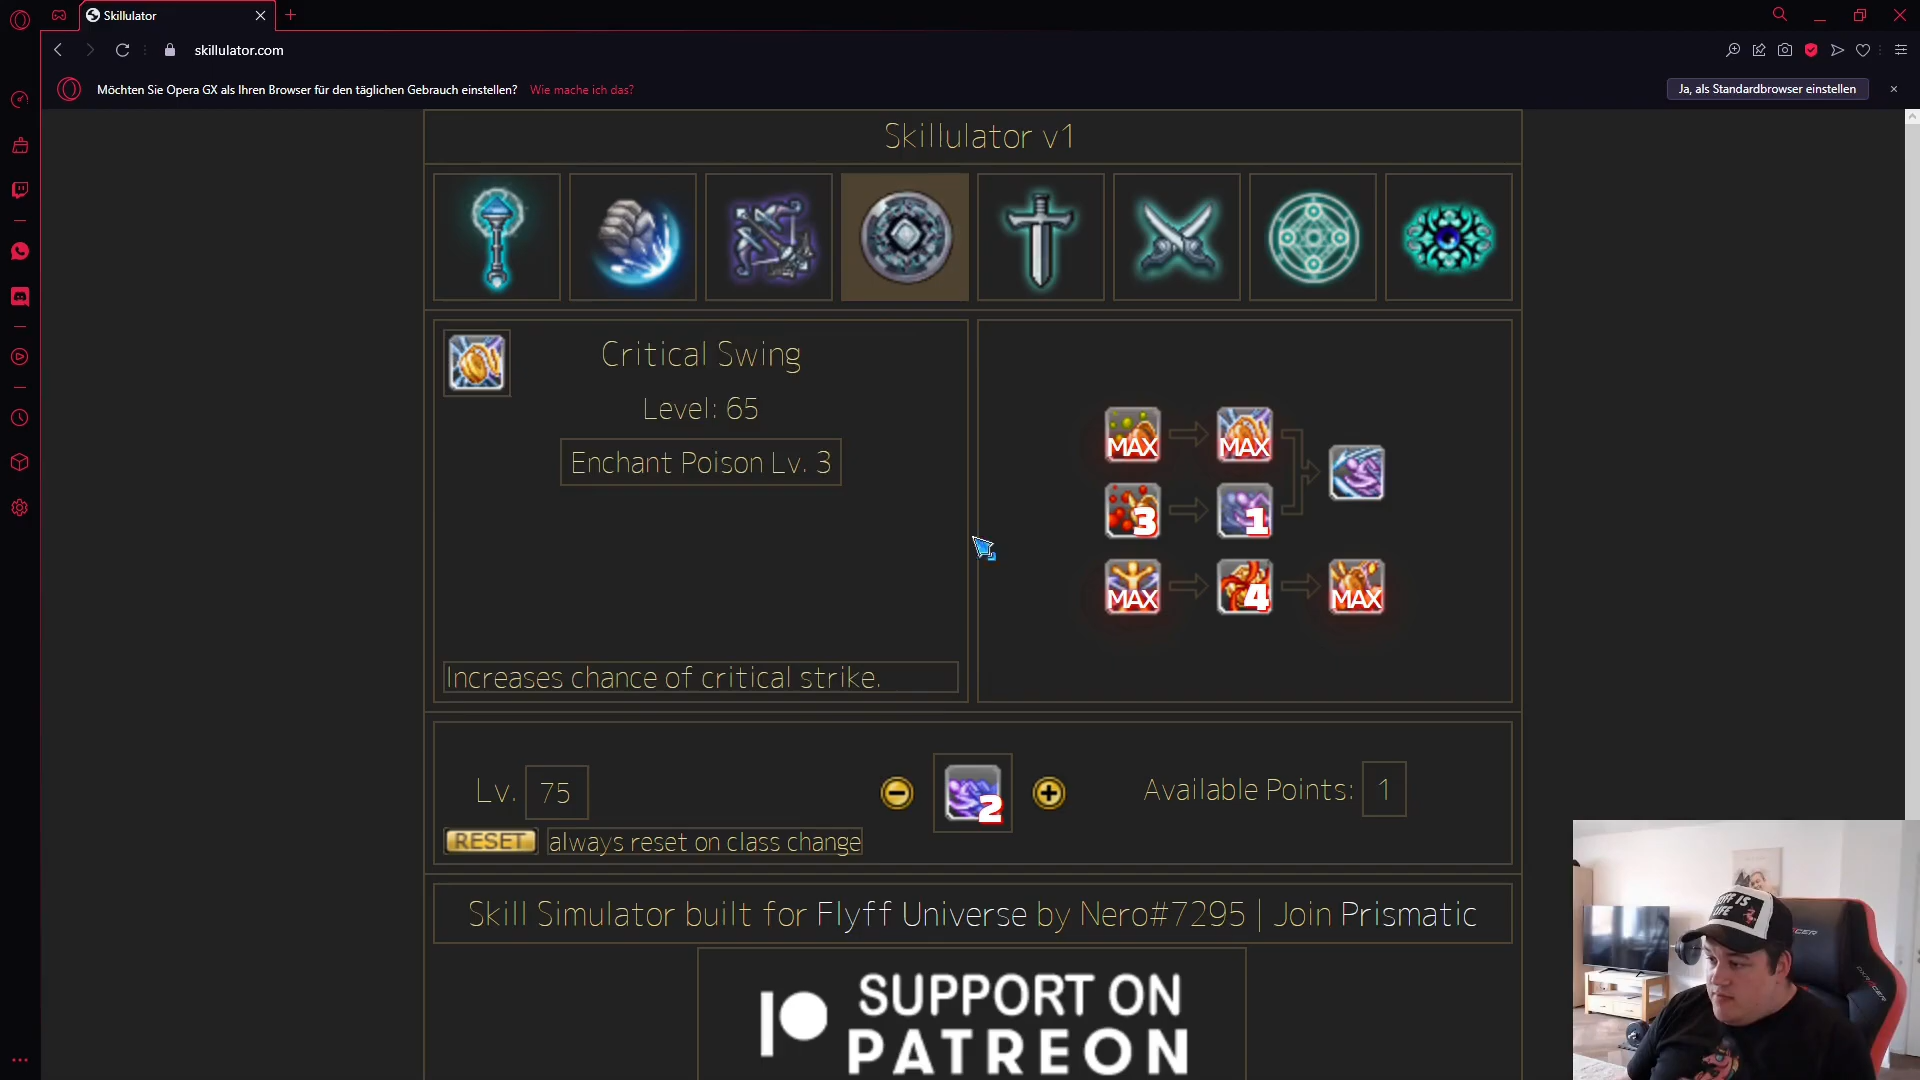 Skillulator
skillulator.com
Möchten Sie Opera GX als Ihren Browser für den täglichen Gebrauch einstellen? Wie mache ich das?
Ja, als Standardbrowser einstellen
Skillulator v1
Critical Swing
Level: 65
Enchant Poison Lv. 3
Increases chance of critical strike.
MAX MAX
3 1
MAX 4 MAX
Lv. 75
2
Available Points: 1
RESET always reset on class change
Skill Simulator built for Flyff Universe by Nero#7295 | Join Prismatic
SUPPORT ON
PATREON